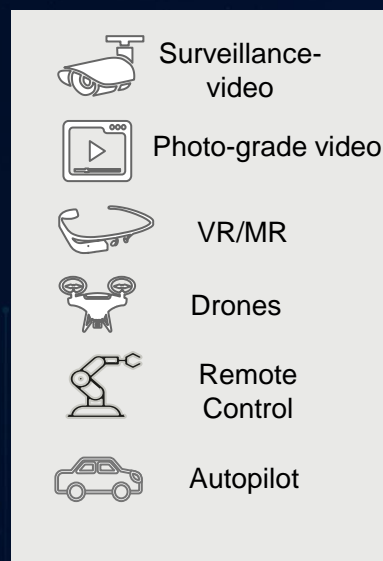 Surveillance-
video
Photo-grade video
VR/MR
Drones
Remote
Control
Autopilot